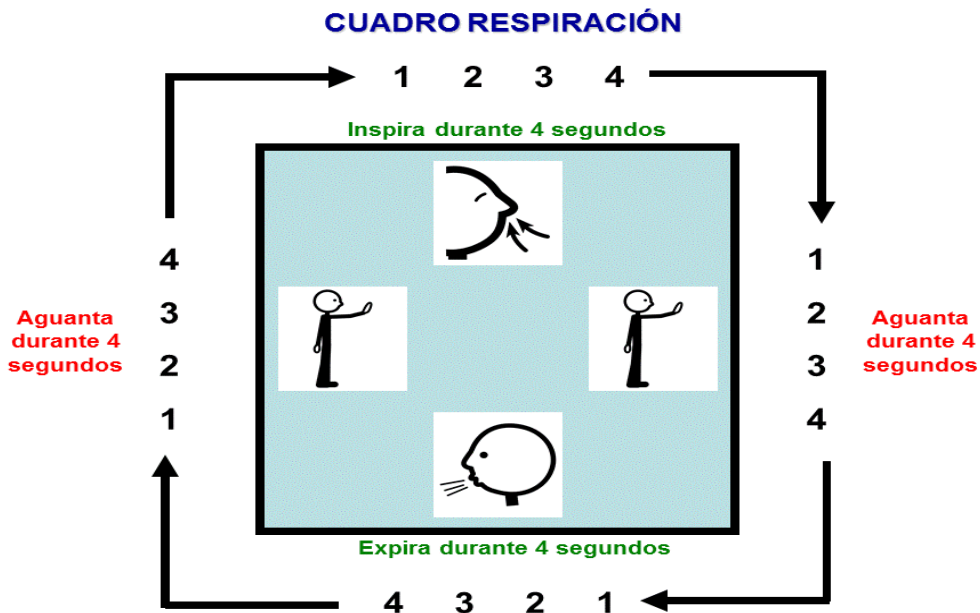 CUADRO RESPIRACIÓN
1 2 3 4
Inspira durante 4 segundos
1
2
3
4
Aguanta
durante 4
segundos
Expira durante 4 segundos
4 3 2 1
Aguanta
durante 4
segundos
4
3
2
1